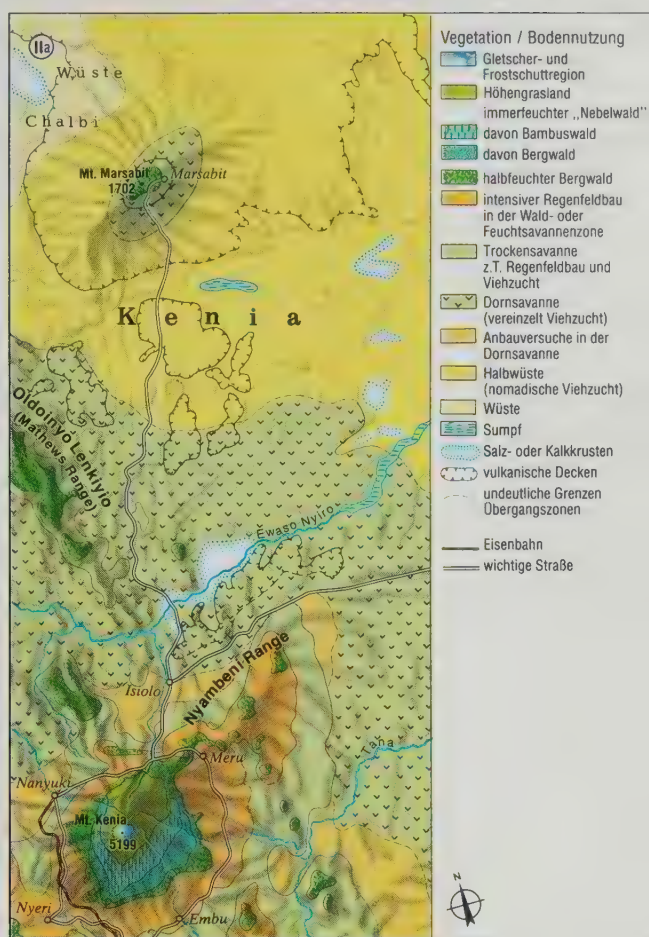 IIa
Wüste
Chalbi
Mt. Marsabit
1702
Marsabit
Kenia
Oldoinyo Lenkiyio
(Mathews Range)
Ewaso Nyiro
Nyambeni Range
Isiolo
Meru
Tana
Nanyuki
Mt. Kenia
5199
Nyeri
Embu
Vegetation / Bodennutzung
Gletscher- und
Frostschuttregion
Höhengrasland
immerfeuchter „Nebelwald"
davon Bambuswald
davon Bergwald
halbfeuchter Bergwald
intensiver Regenfeldbau
in der Wald- oder
Feuchtsavannenzone
Trockensavanne
z.T. Regenfeldbau und
Viehzucht
Dornsavanne
(vereinzelt Viehzucht)
Anbauversuche in der
Dornsavanne
Halbwüste
(nomadische Viehzucht)
Wüste
Sumpf
Salz- oder Kalkkrusten
vulkanische Decken
undeutliche Grenzen
Übergangszonen
Eisenbahn
wichtige Straße
N